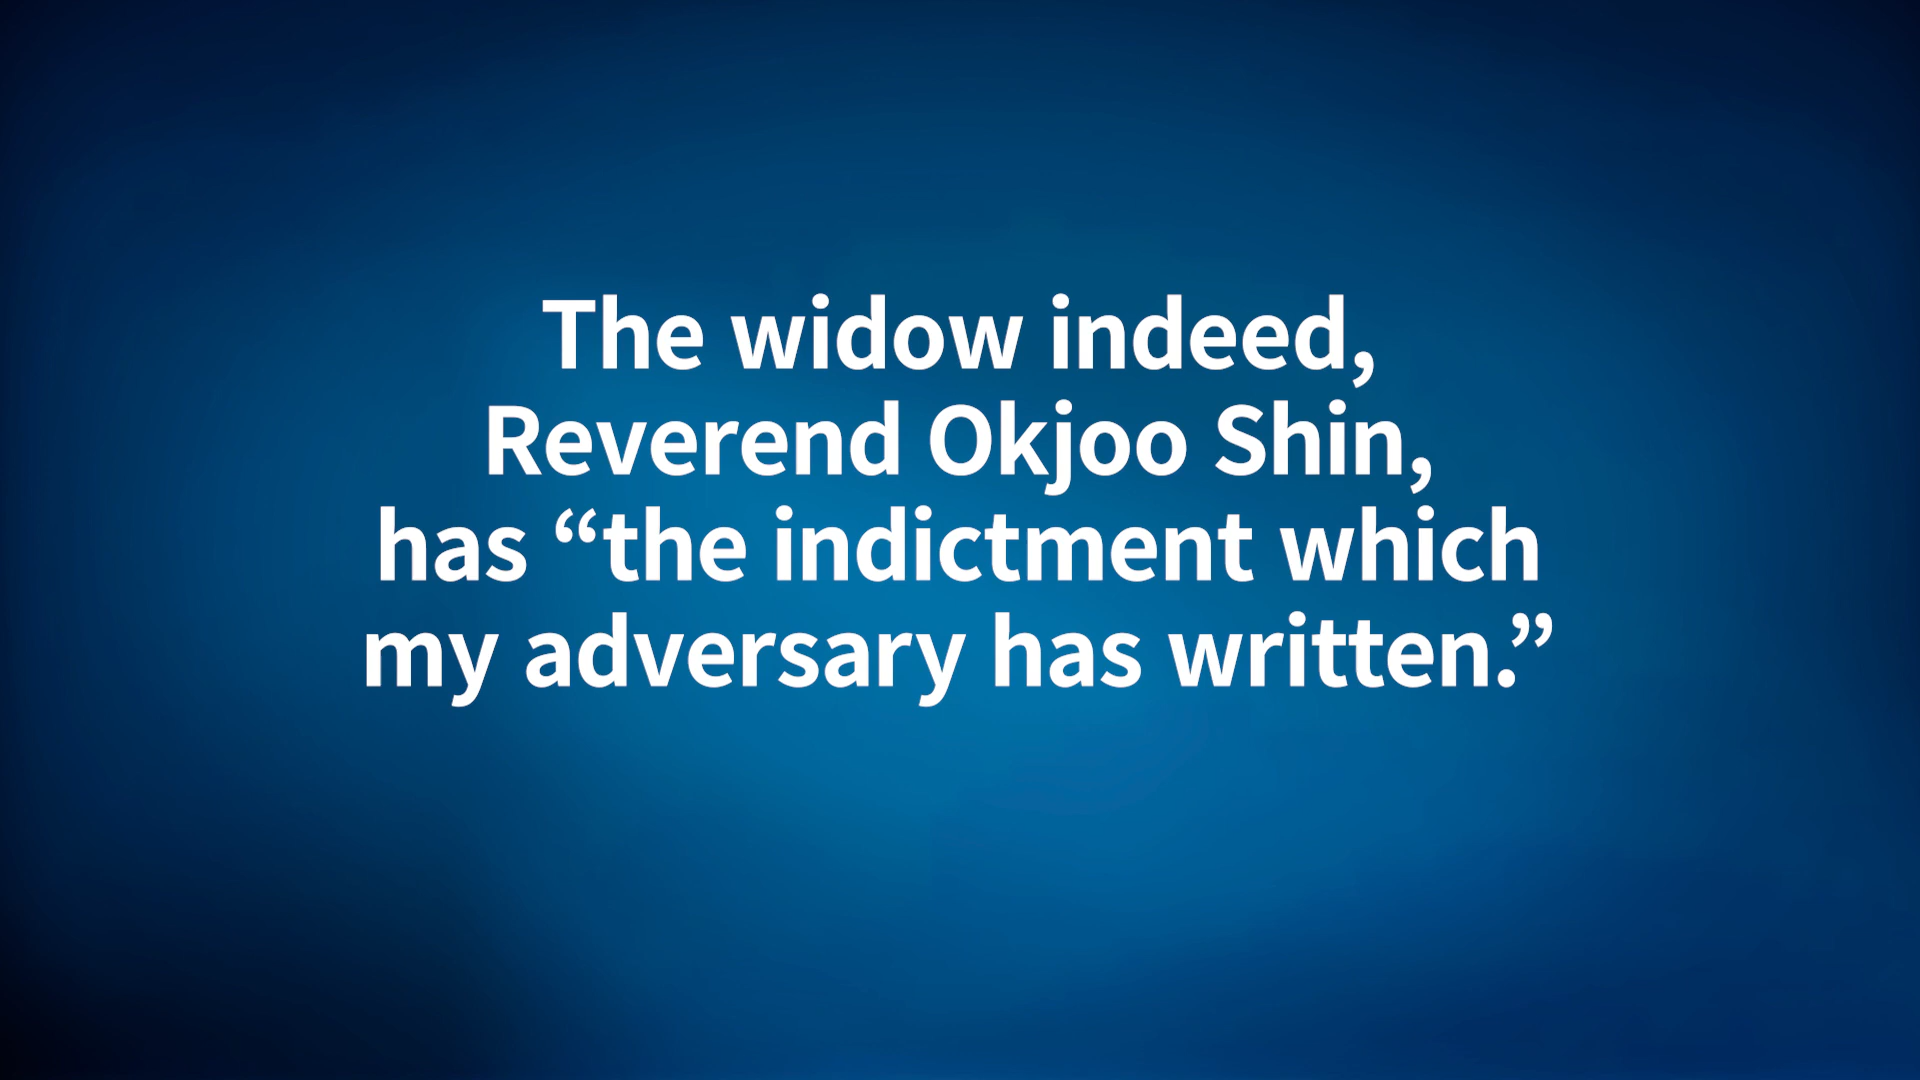 The widow indeed,
Reverend Okjoo Shin,
has “the indictment which
my adversary has written.”